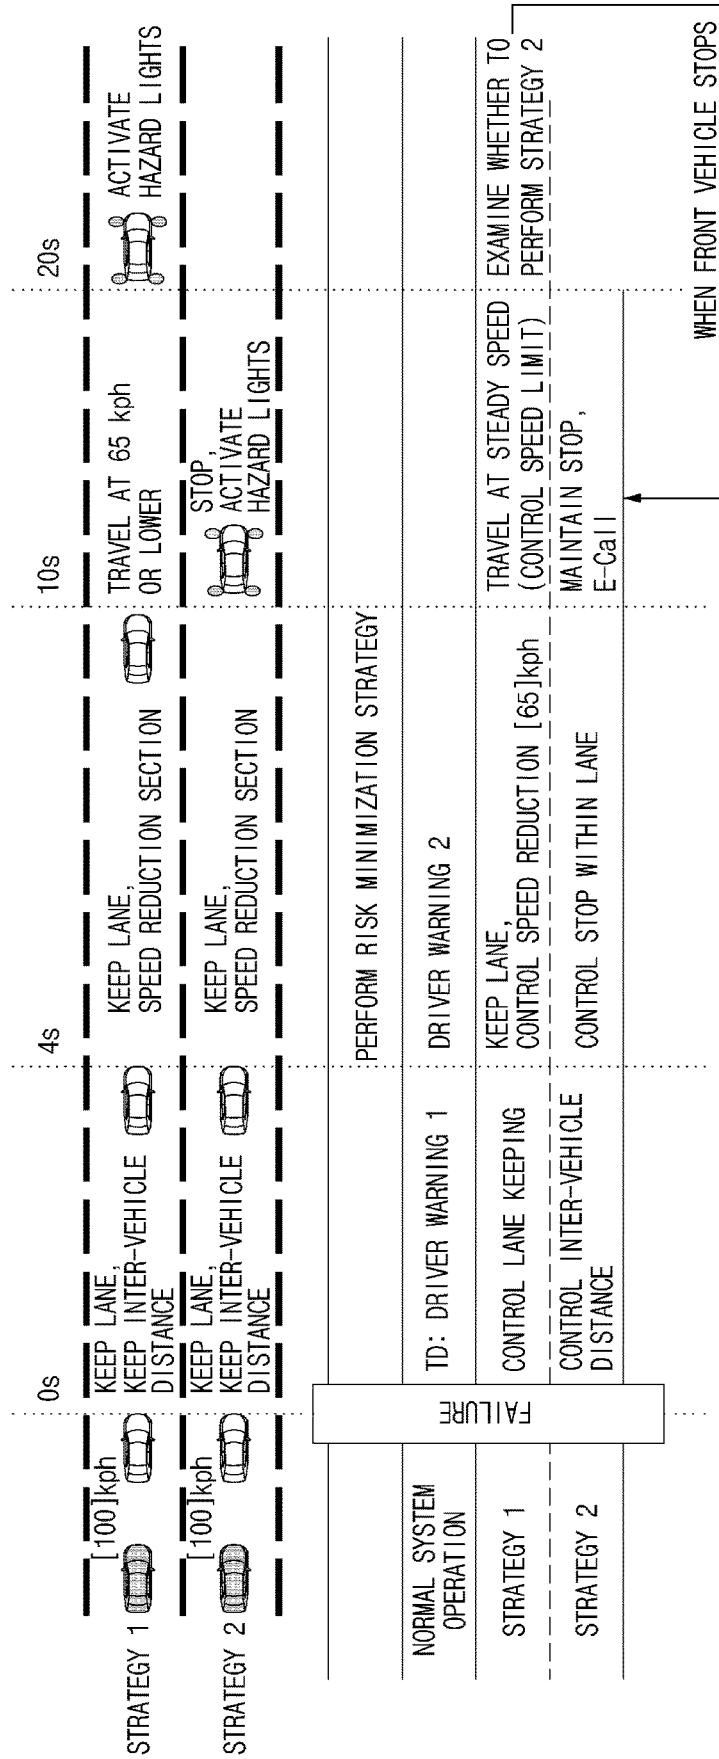 0s
4s
10s
20s
STRATEGY 1
[100]kph
KEEP LANE,
KEEP INTER-VEHICLE
DISTANCE
KEEP LANE,
SPEED REDUCTION SECTION
TRAVEL AT 65 kph
OR LOWER
ACTIVATE
HAZARD LIGHTS
STRATEGY 2
[100]kph
KEEP LANE,
KEEP INTER-VEHICLE
DISTANCE
KEEP LANE,
SPEED REDUCTION SECTION
STOP,
ACTIVATE
HAZARD LIGHTS
FAILURE
PERFORM RISK MINIMIZATION STRATEGY
NORMAL SYSTEM
OPERATION
TD: DRIVER WARNING 1
DRIVER WARNING 2
STRATEGY 1
CONTROL LANE KEEPING
KEEP LANE,
CONTROL SPEED REDUCTION [65]kph
TRAVEL AT STEADY SPEED
(CONTROL SPEED LIMIT)
EXAMINE WHETHER TO
PERFORM STRATEGY 2
STRATEGY 2
CONTROL INTER-VEHICLE
DISTANCE
CONTROL STOP WITHIN LANE
MAINTAIN STOP,
E-Call
WHEN FRONT VEHICLE STOPS